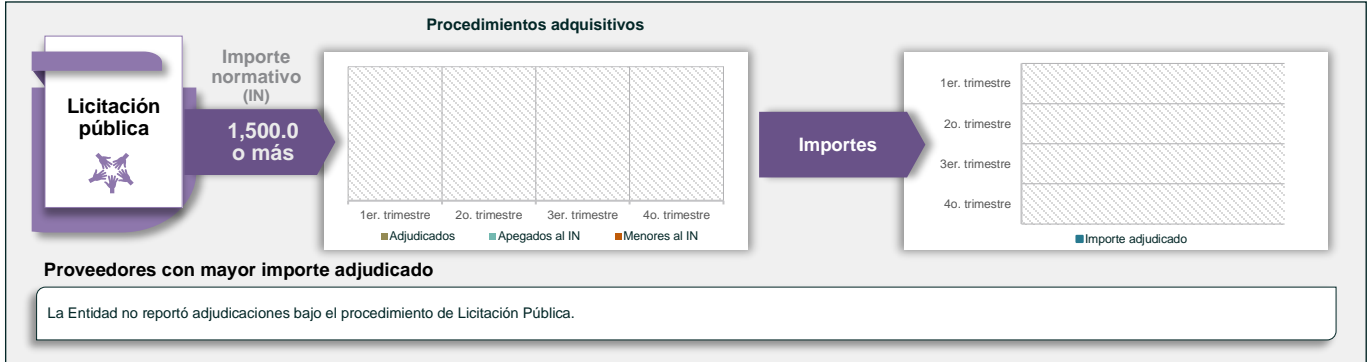 Procedimientos adquisitivos
Licitación
pública
Importe
normativo
(IN)
1,500.0
o más
1er. trimestre 2o. trimestre 3er. trimestre 4o. trimestre
Adjudicados Apegados al IN Menores al IN
Importes
1er. trimestre
2o. trimestre
3er. trimestre
4o. trimestre
Importe adjudicado
Proveedores con mayor importe adjudicado
La Entidad no reportó adjudicaciones bajo el procedimiento de Licitación Pública.